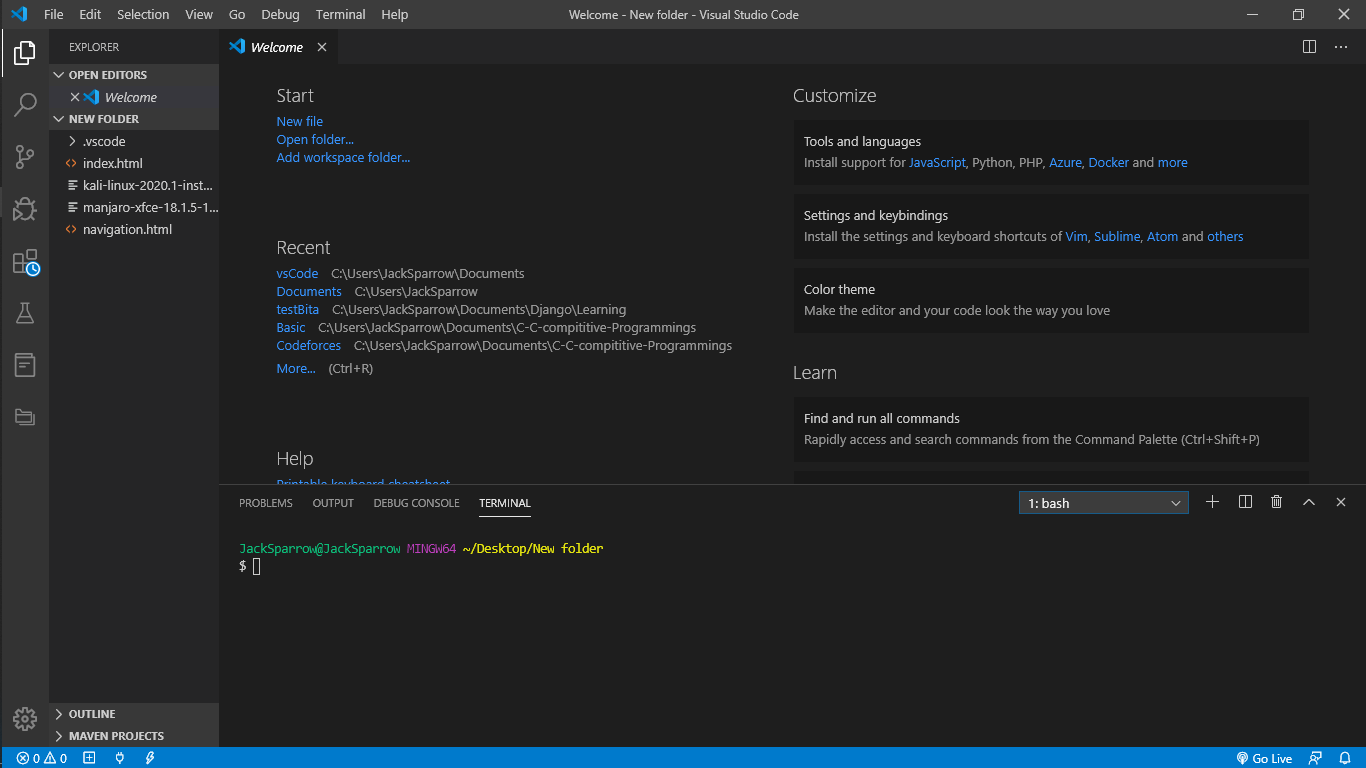 File Edit Selection View Go Debug Terminal Help
Welcome - New folder - Visual Studio Code
EXPLORER
OPEN EDITORS
Welcome
NEW FOLDER
.vscode
index.html
kali-linux-2020.1-inst...
manjaro-xfce-18.1.5-1...
navigation.html
OUTLINE
MAVEN PROJECTS
Welcome
Start
New file
Open folder...
Add workspace folder...
Recent
vsCode C:\Users\JackSparrow\Documents
Documents C:\Users\JackSparrow
testBita C:\Users\JackSparrow\Documents\Django\Learning
Basic C:\Users\JackSparrow\Documents\C-C-compititive-Programmings
Codeforces C:\Users\JackSparrow\Documents\C-C-compititive-Programmings
More... (Ctrl+R)
Help
Printable keyboard cheatsheet
Customize
Tools and languages
Install support for JavaScript, Python, PHP, Azure, Docker and more
Settings and keybindings
Install the settings and keyboard shortcuts of Vim, Sublime, Atom and others
Color theme
Make the editor and your code look the way you love
Learn
Find and run all commands
Rapidly access and search commands from the Command Palette (Ctrl+Shift+P)
PROBLEMS OUTPUT DEBUG CONSOLE TERMINAL
1: bash
JackSparrow@JackSparrow MINGW64 ~/Desktop/New folder
$
0 0
Go Live